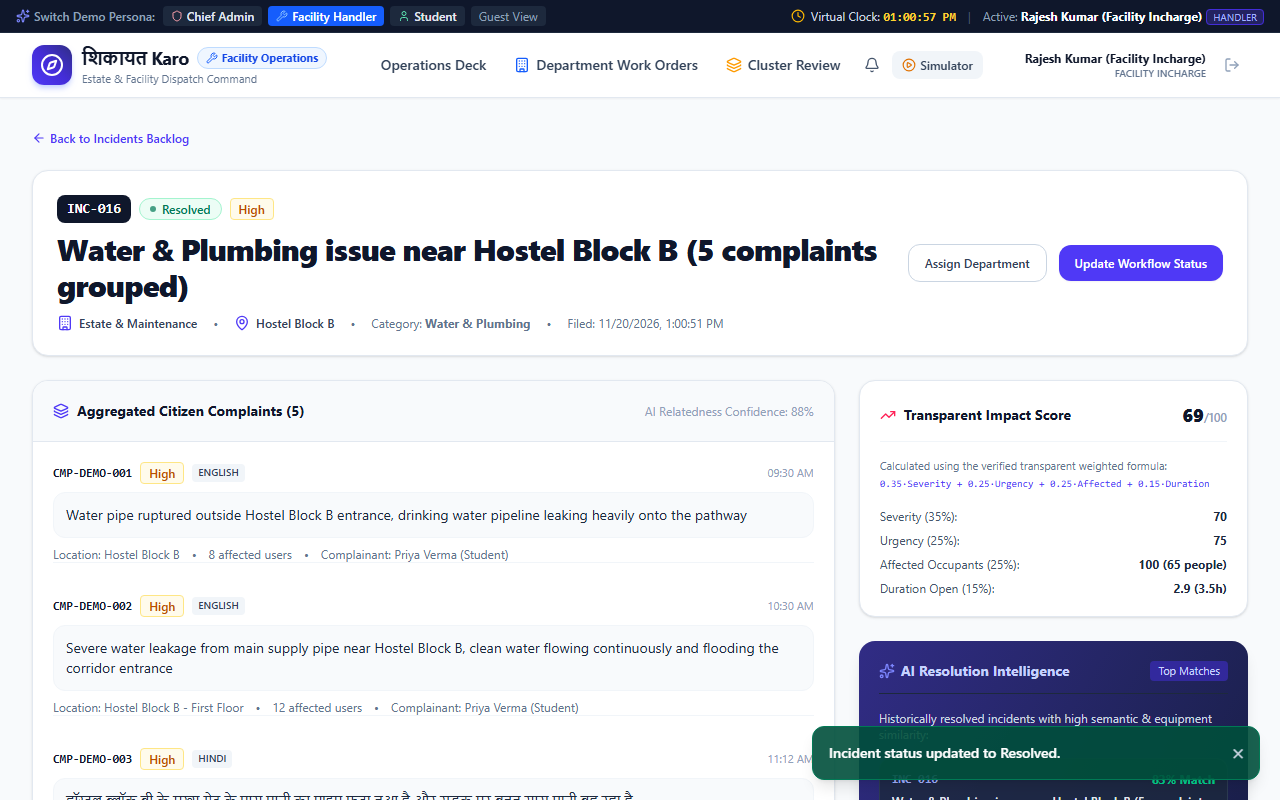 Switch Demo Persona: Chief Admin Facility Handler Student Guest View Virtual Clock: 01:00:57 PM | Active: Rajesh Kumar (Facility Incharge) HANDLER
शिकायत Karo Facility Operations
Estate & Facility Dispatch Command
Operations Deck Department Work Orders Cluster Review Simulator
Rajesh Kumar (Facility Incharge)
FACILITY INCHARGE
Back to Incidents Backlog
INC-016 Resolved High
Water & Plumbing issue near Hostel Block B (5 complaints
grouped)
Assign Department Update Workflow Status
Estate & Maintenance • Hostel Block B • Category: Water & Plumbing • Filed: 11/20/2026, 1:00:51 PM
Aggregated Citizen Complaints (5) AI Relatedness Confidence: 88%
CMP-DEMO-001 High ENGLISH 09:30 AM
Water pipe ruptured outside Hostel Block B entrance, drinking water pipeline leaking heavily onto the pathway
Location: Hostel Block B • 8 affected users • Complainant: Priya Verma (Student)
CMP-DEMO-002 High ENGLISH 10:30 AM
Severe water leakage from main supply pipe near Hostel Block B, clean water flowing continuously and flooding the
corridor entrance
Location: Hostel Block B - First Floor • 12 affected users • Complainant: Priya Verma (Student)
CMP-DEMO-003 High HINDI 11:12 AM
Transparent Impact Score 69/100
Calculated using the verified transparent weighted formula:
0.35·Severity + 0.25·Urgency + 0.25·Affected + 0.15·Duration
Severity (35%): 70
Urgency (25%): 75
Affected Occupants (25%): 100 (65 people)
Duration Open (15%): 2.9 (3.5h)
AI Resolution Intelligence Top Matches
Historically resolved incidents with high semantic & equipment
similarity:
Incident status updated to Resolved.
INC-016 85% Match